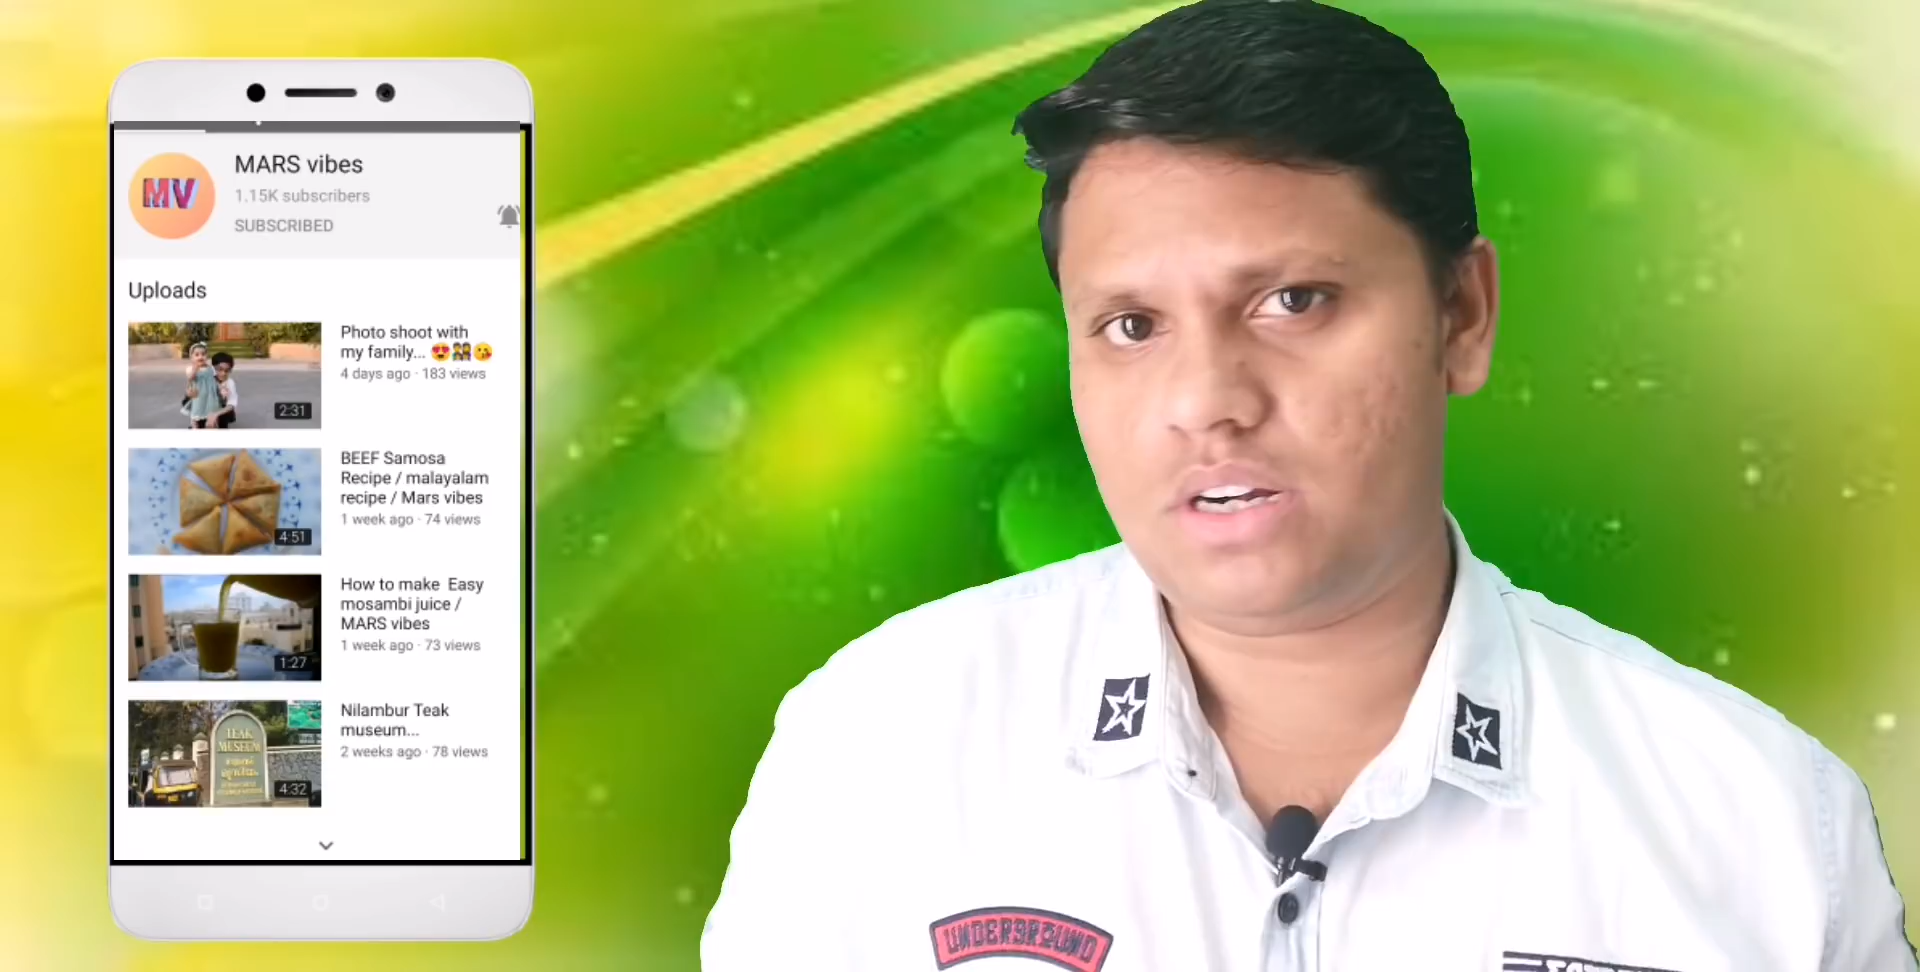 MV
MARS vibes
1.15K subscribers
SUBSCRIBED
Uploads
Photo shoot with
my family... 😍👫😘
4 days ago · 183 views
2:31
BEEF Samosa
Recipe / malayalam
recipe / Mars vibes
1 week ago · 74 views
4:51
How to make Easy
mosambi juice /
MARS vibes
1 week ago · 73 views
1:27
Nilambur Teak
museum...
2 weeks ago · 78 views
TEAK
MUSEUM
4:32
UNDERGROUND